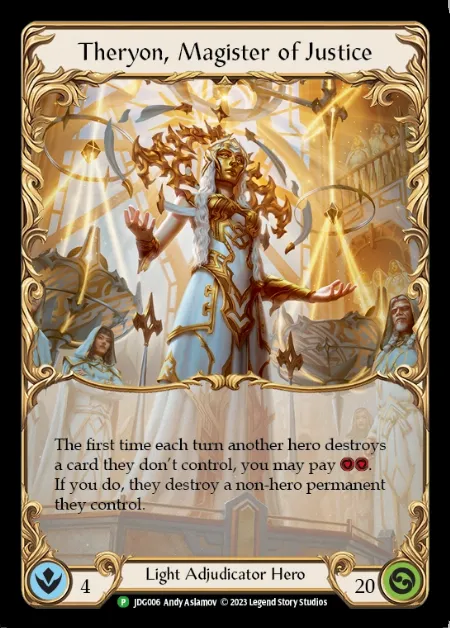 Theryon, Magister of Justice
The first time each turn another hero destroys
a card they don't control, you may pay.
If you do, they destroy a non-hero permanent
they control.
4
Light Adjudicator Hero
20
P JDG006 Andy Aslamov © 2023 Legend Story Studios